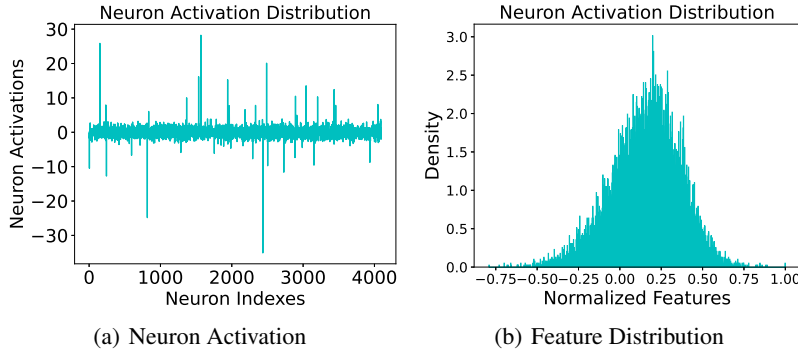 Neuron Activation Distribution
30
20
10
0
−10
−20
−30
Neuron Activations
0 1000 2000 3000 4000
Neuron Indexes
(a) Neuron Activation
Neuron Activation Distribution
3.0
2.5
2.0
1.5
1.0
0.5
0.0
Density
−0.75 −0.50 −0.25 0.00 0.25 0.50 0.75 1.00
Normalized Features
(b) Feature Distribution